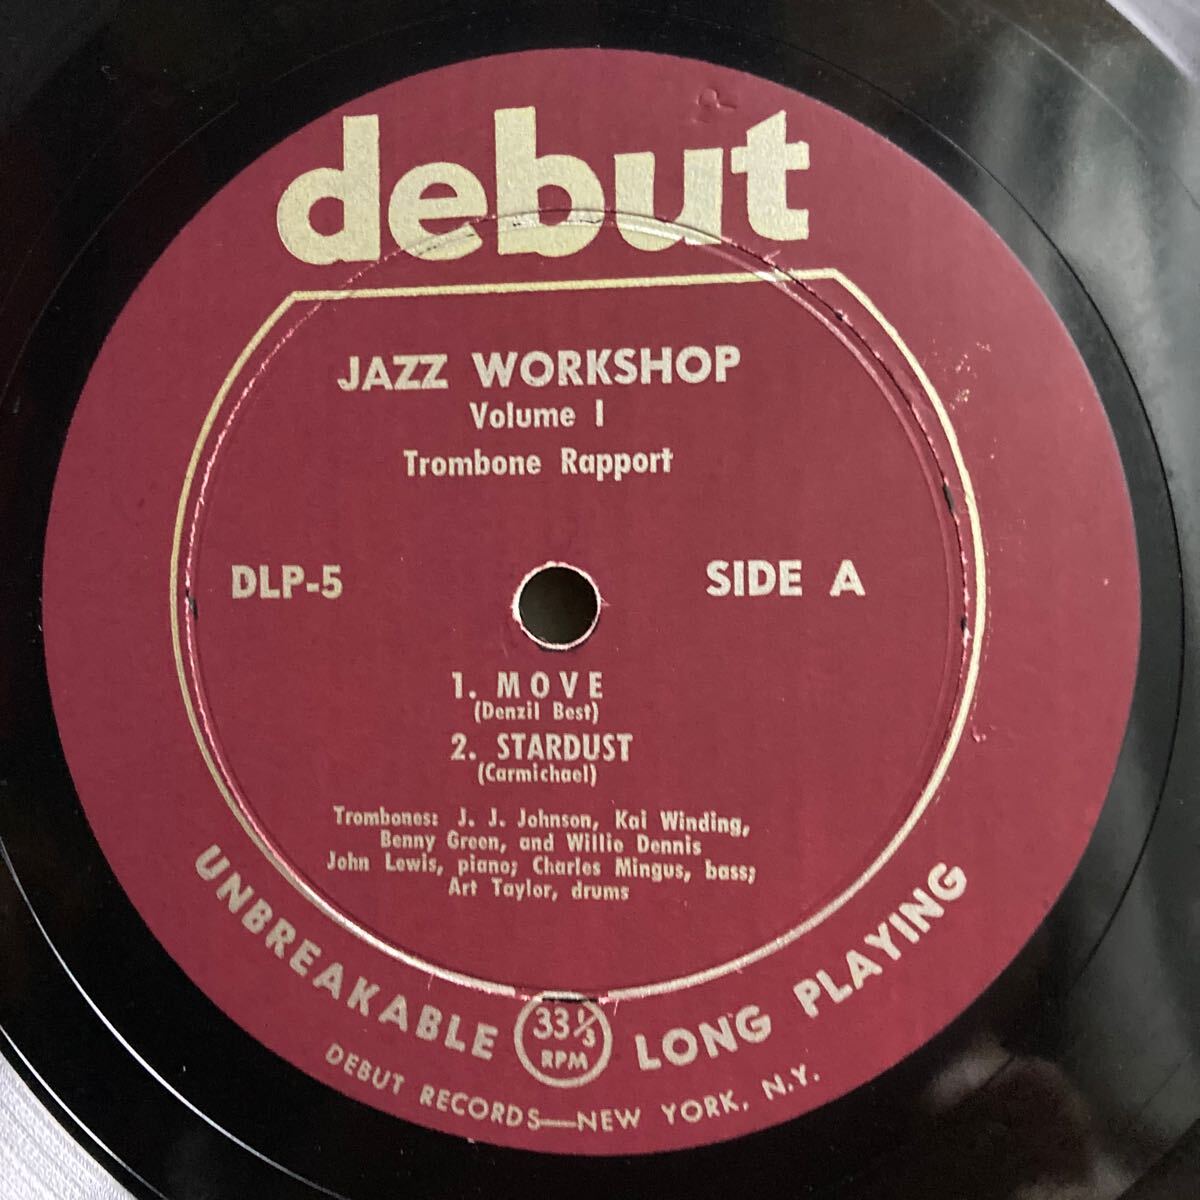 debut
JAZZ WORKSHOP
Volume I
Trombone Rapport
DLP-5
SIDE A
1. MOVE
(Denzil Best)
2. STARDUST
(Carmichael)
Trombones: J. J. Johnson, Kai Winding,
Benny Green, and Willie Dennis
John Lewis, piano; Charles Mingus, bass;
Art Taylor, drums
UNBREAKABLE 33⅓ RPM LONG PLAYING
DEBUT RECORDS—NEW YORK, N.Y.